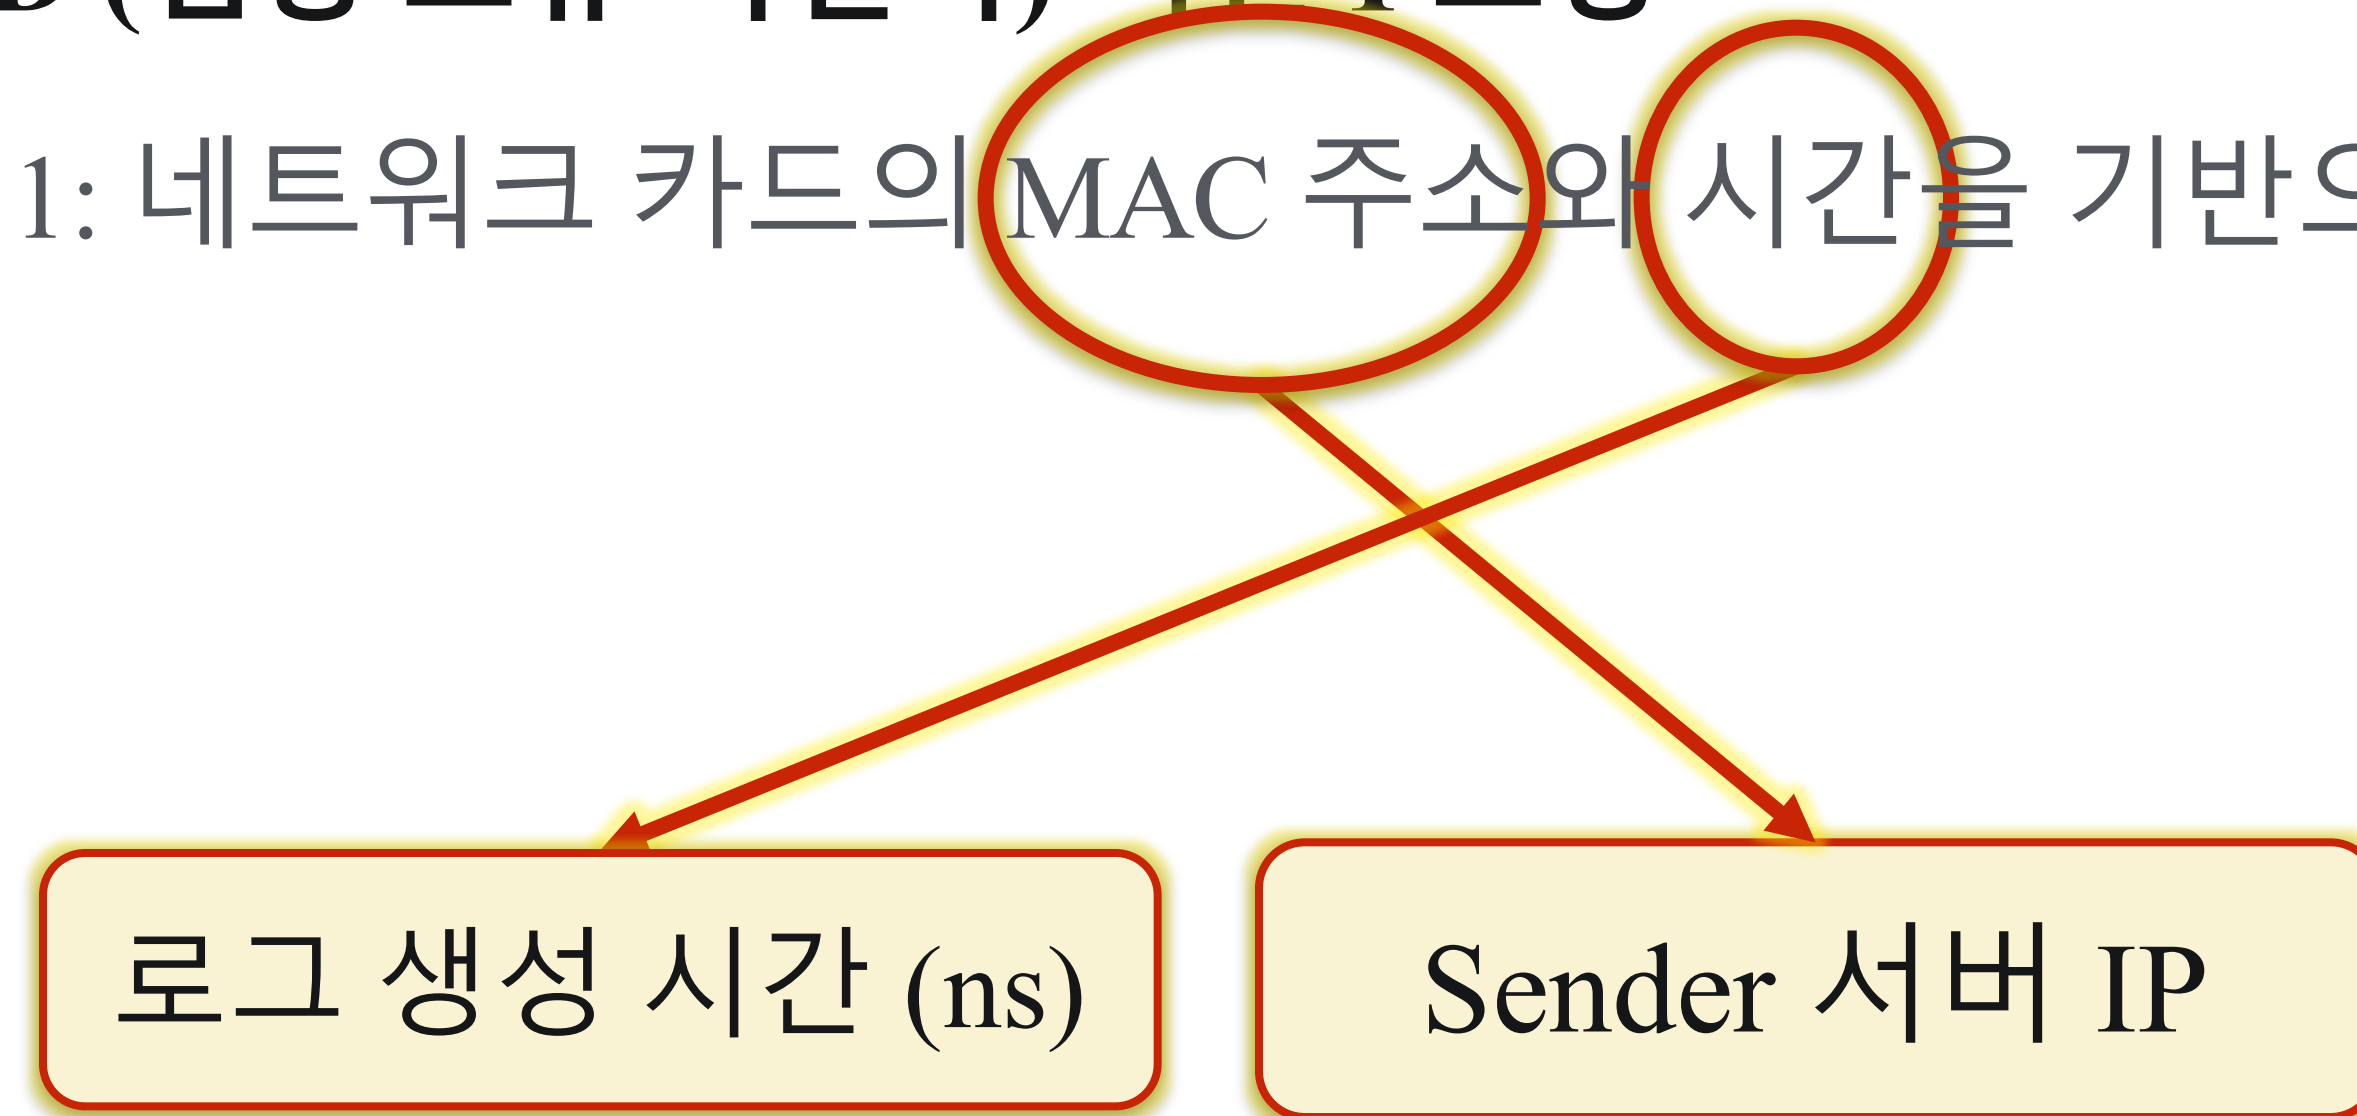 1: 네트워크 카드의 MAC 주소와 시간을 기반
로그 생성 시간 (ns)
Sender 서버 IP